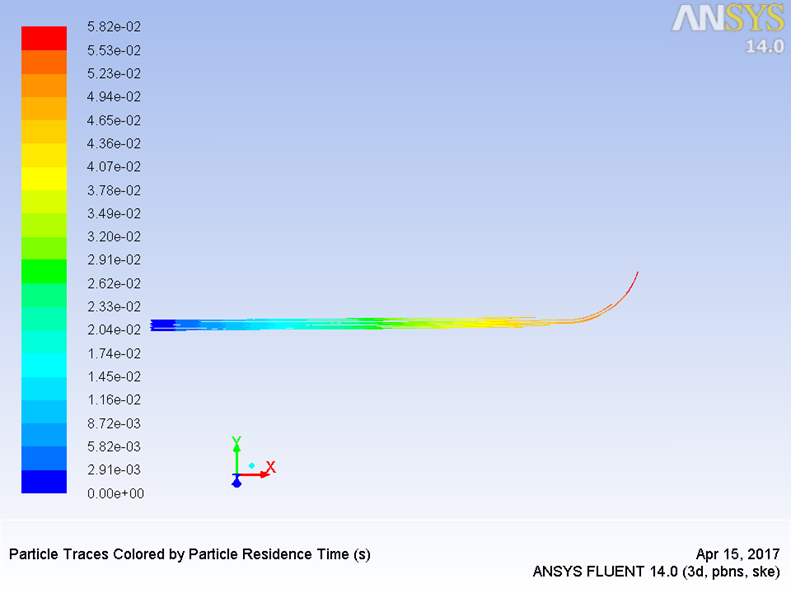 5.82e-02
5.53e-02
5.23e-02
4.94e-02
4.65e-02
4.36e-02
4.07e-02
3.78e-02
3.49e-02
3.20e-02
2.91e-02
2.62e-02
2.33e-02
2.04e-02
1.74e-02
1.45e-02
1.16e-02
8.72e-03
5.82e-03
2.91e-03
0.00e+00
ANSYS
14.0
Y
X
Particle Traces Colored by Particle Residence Time (s)
Apr 15, 2017
ANSYS FLUENT 14.0 (3d, pbns, ske)